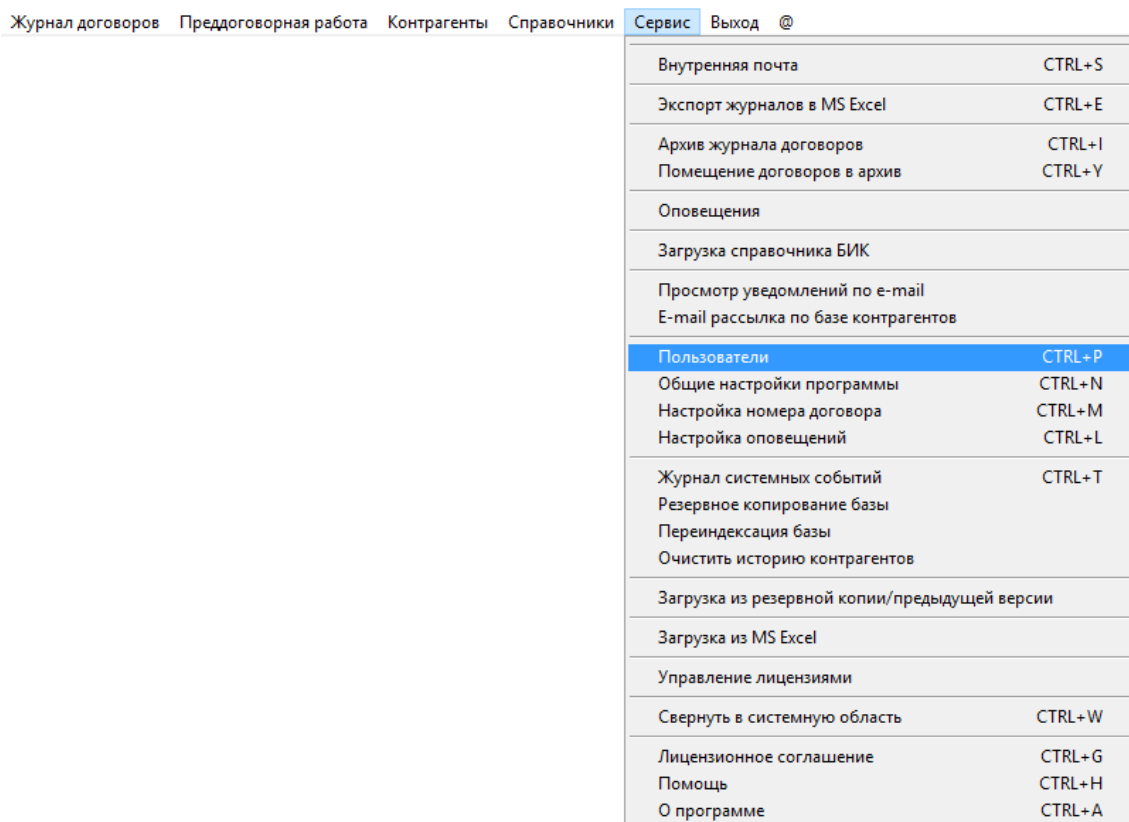 Журнал договоров Преддоговорная работа Контрагенты Справочники Сервис Выход @
Внутренняя почта CTRL+S
Экспорт журналов в MS Excel CTRL+E
Архив журнала договоров CTRL+I
Помещение договоров в архив CTRL+Y
Оповещения
Загрузка справочника БИК
Просмотр уведомлений по e-mail
E-mail рассылка по базе контрагентов
Пользователи CTRL+P
Общие настройки программы CTRL+N
Настройка номера договора CTRL+M
Настройка оповещений CTRL+L
Журнал системных событий CTRL+T
Резервное копирование базы
Переиндексация базы
Очистить историю контрагентов
Загрузка из резервной копии/предыдущей версии
Загрузка из MS Excel
Управление лицензиями
Свернуть в системную область CTRL+W
Лицензионное соглашение CTRL+G
Помощь CTRL+H
О программе CTRL+A